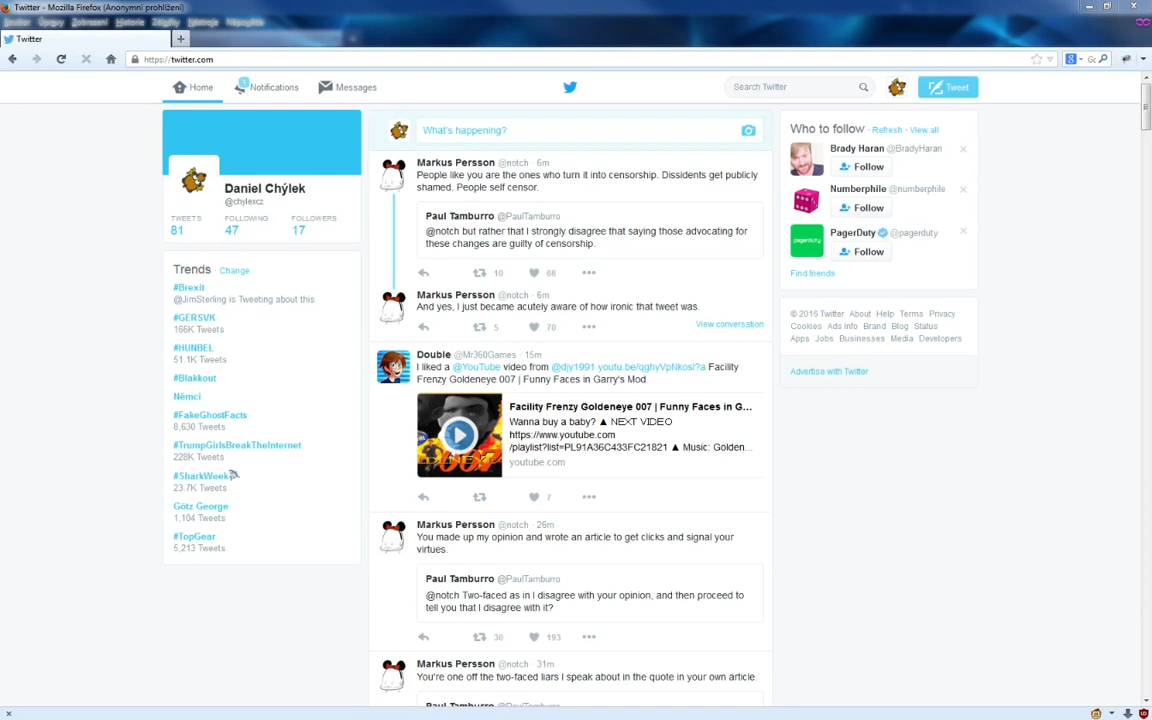 Twitter - Mozilla Firefox (Anonymní prohlížení)
Soubor Úpravy Zobrazení Historie Záložky Nástroje Nápověda
Twitter
https://twitter.com
Home
1
Notifications
Messages
Search Twitter
Tweet
Daniel Chýlek
@chylexcz
TWEETS FOLLOWING FOLLOWERS
81 47 17
Trends · Change
#Brexit
@JimSterling is Tweeting about this
#GERSVK
166K Tweets
#HUNBEL
51.1K Tweets
#Blakkout
Němci
#FakeGhostFacts
8,630 Tweets
#TrumpGirlsBreakTheInternet
228K Tweets
#SharkWeek
23.7K Tweets
Götz George
1,104 Tweets
#TopGear
5,213 Tweets
What's happening?
Markus Persson @notch · 6m
People like you are the ones who turn it into censorship. Dissidents get publicly
shamed. People self censor.
Paul Tamburro @PaulTamburro
@notch but rather that I strongly disagree that saying those advocating for
these changes are guilty of censorship.
10 66
Markus Persson @notch · 6m
And yes, I just became acutely aware of how ironic that tweet was.
5 70
View conversation
Double @Mr360Games · 15m
I liked a @YouTube video from @djy1991 youtu.be/qghyVpNkosI?a Facility
Frenzy Goldeneye 007 | Funny Faces in Garry's Mod
Facility Frenzy Goldeneye 007 | Funny Faces in G...
Wanna buy a baby? ▲ NEXT VIDEO
https://www.youtube.com
/playlist?list=PL91A36C433FC21821 ▲ Music: Golden...
youtube.com
7
Markus Persson @notch · 26m
You made up my opinion and wrote an article to get clicks and signal your
virtues.
Paul Tamburro @PaulTamburro
@notch Two-faced as in I disagree with your opinion, and then proceed to
tell you that I disagree with it?
30 193
Markus Persson @notch · 31m
You're one off the two-faced liars I speak about in the quote in your own article.
Paul Tamburro @PaulTamburro
Who to follow · Refresh · View all
Brady Haran @BradyHaran
Follow
Numberphile @numberphile
Follow
pagerduty
PagerDuty @pagerduty
Follow
Find friends
© 2016 Twitter About Help Terms Privacy
Cookies Ads info Brand Blog Status
Apps Jobs Businesses Media Developers
Advertise with Twitter